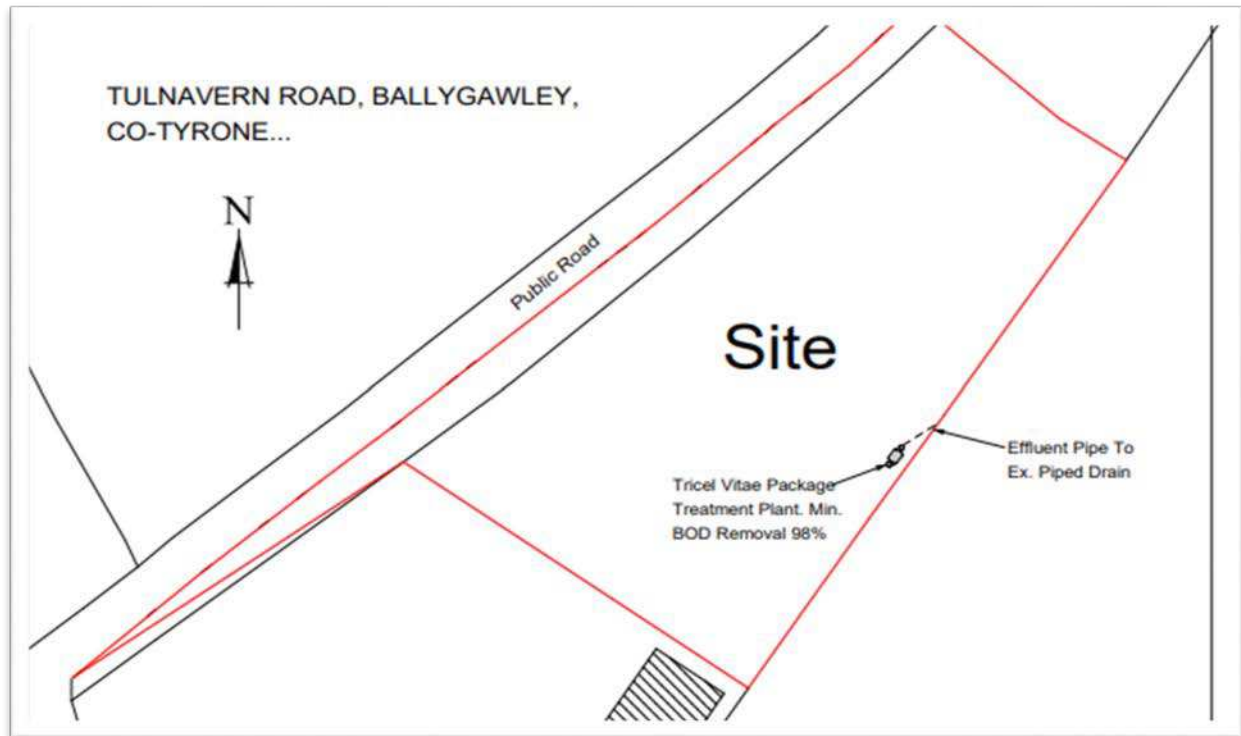 TULNAVERN ROAD, BALLYGAWLEY,
CO-TYRONE...
N
Public Road
Site
Effluent Pipe To
Ex. Piped Drain
Tricel Vitae Package
Treatment Plant. Min.
BOD Removal 98%